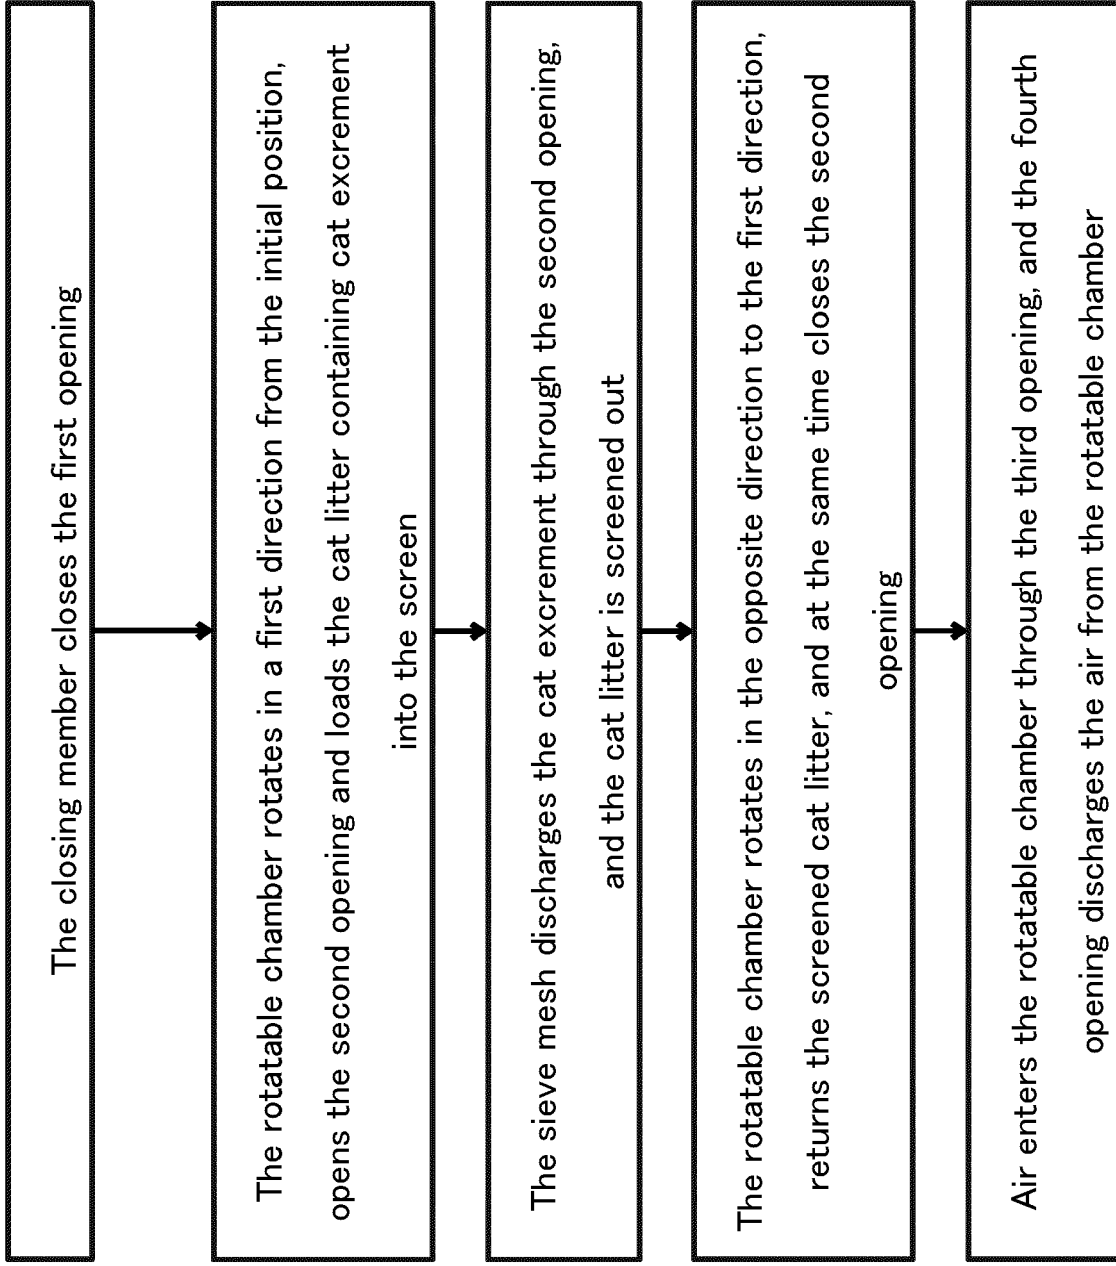 The closing member closes the first opening
The rotatable chamber rotates in a first direction from the initial position,
opens the second opening and loads the cat litter containing cat excrement
into the screen
The sieve mesh discharges the cat excrement through the second opening,
and the cat litter is screened out
The rotatable chamber rotates in the opposite direction to the first direction,
returns the screened cat litter, and at the same time closes the second
opening
Air enters the rotatable chamber through the third opening, and the fourth
opening discharges the air from the rotatable chamber